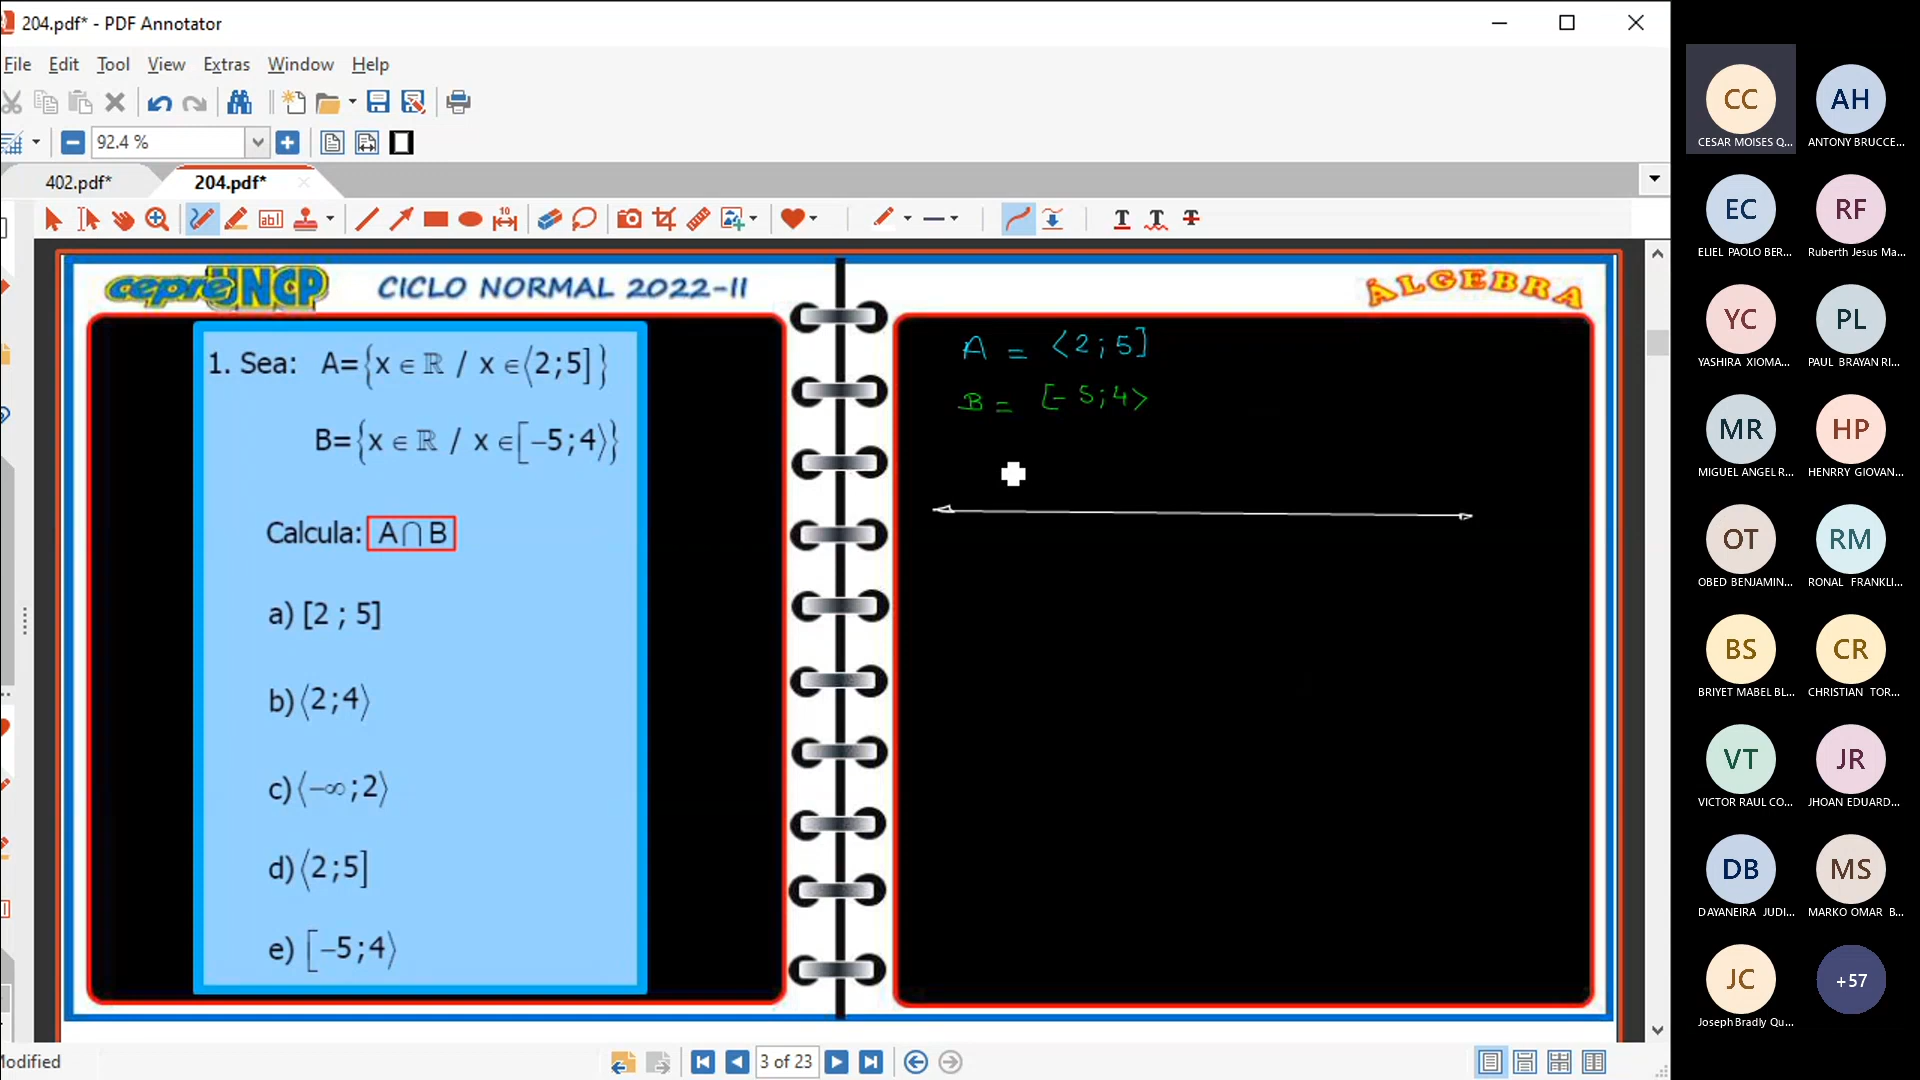 204.pdf* - PDF Annotator
File Edit Tool View Extras Window Help
92.4 %
402.pdf*
204.pdf*
cepreUNCP
CICLO NORMAL 2022-II
ÁLGEBRA
1. Sea: A={x ∈ ℝ / x ∈⟨2;5]}
B={x ∈ ℝ / x ∈[−5;4⟩}
Calcula: A∩B
a) [2 ; 5]
b) ⟨2;4⟩
c) ⟨−∞;2⟩
d) ⟨2;5]
e) [−5;4⟩
A = ⟨2;5]
B = [-5;4⟩
Modified
3 of 23
CC
CESAR MOISES Q...
AH
ANTONY BRUCCE...
EC
ELIEL PAOLO BER...
RF
Ruberth Jesus Ma...
YC
YASHIRA XIOMA...
PL
PAUL BRAYAN RI...
MR
MIGUEL ANGEL R...
HP
HENRRY GIOVAN...
OT
OBED BENJAMIN...
RM
RONAL FRANKLI...
BS
BRIYET MABEL BL...
CR
CHRISTIAN TOR...
VT
VICTOR RAUL CO...
JR
JHOAN EDUARD...
DB
DAYANEIRA JUDI...
MS
MARKO OMAR B...
JC
Joseph Bradly Qu...
+57